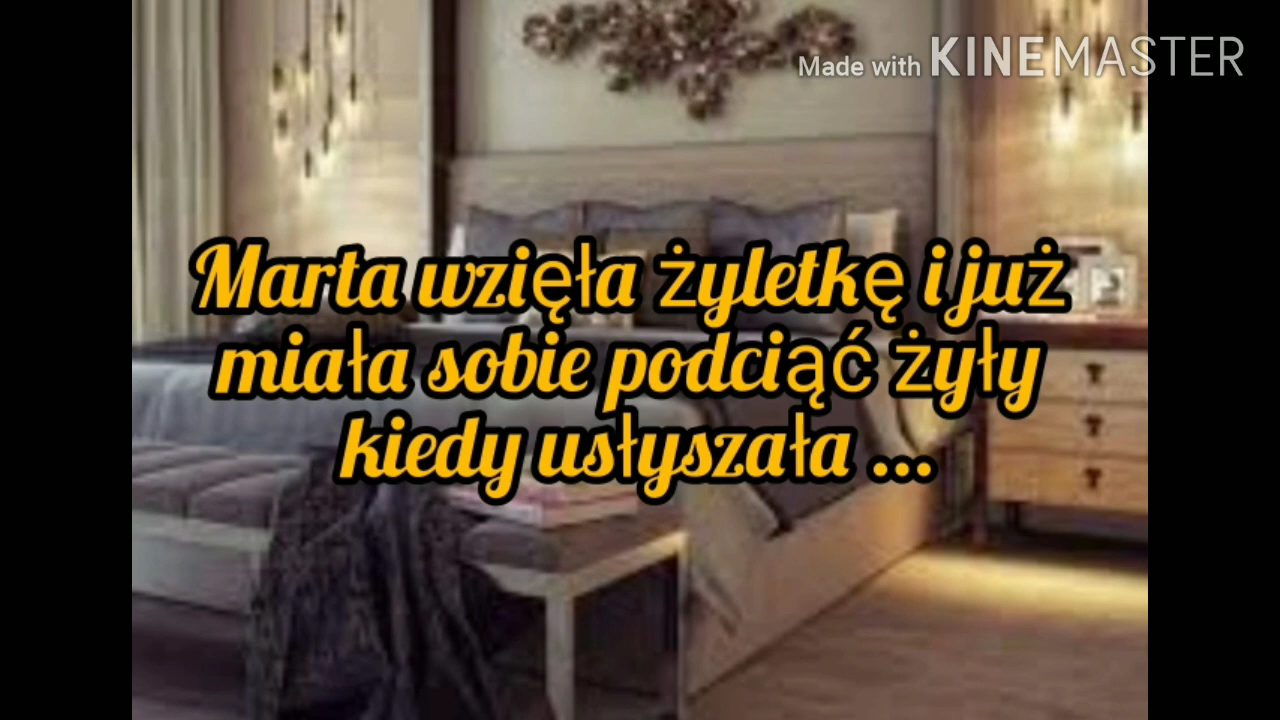 Made with KINEMASTER
Marta wzięła żyletkę i już
miała sobie podciąć żyły
kiedy usłyszała ...